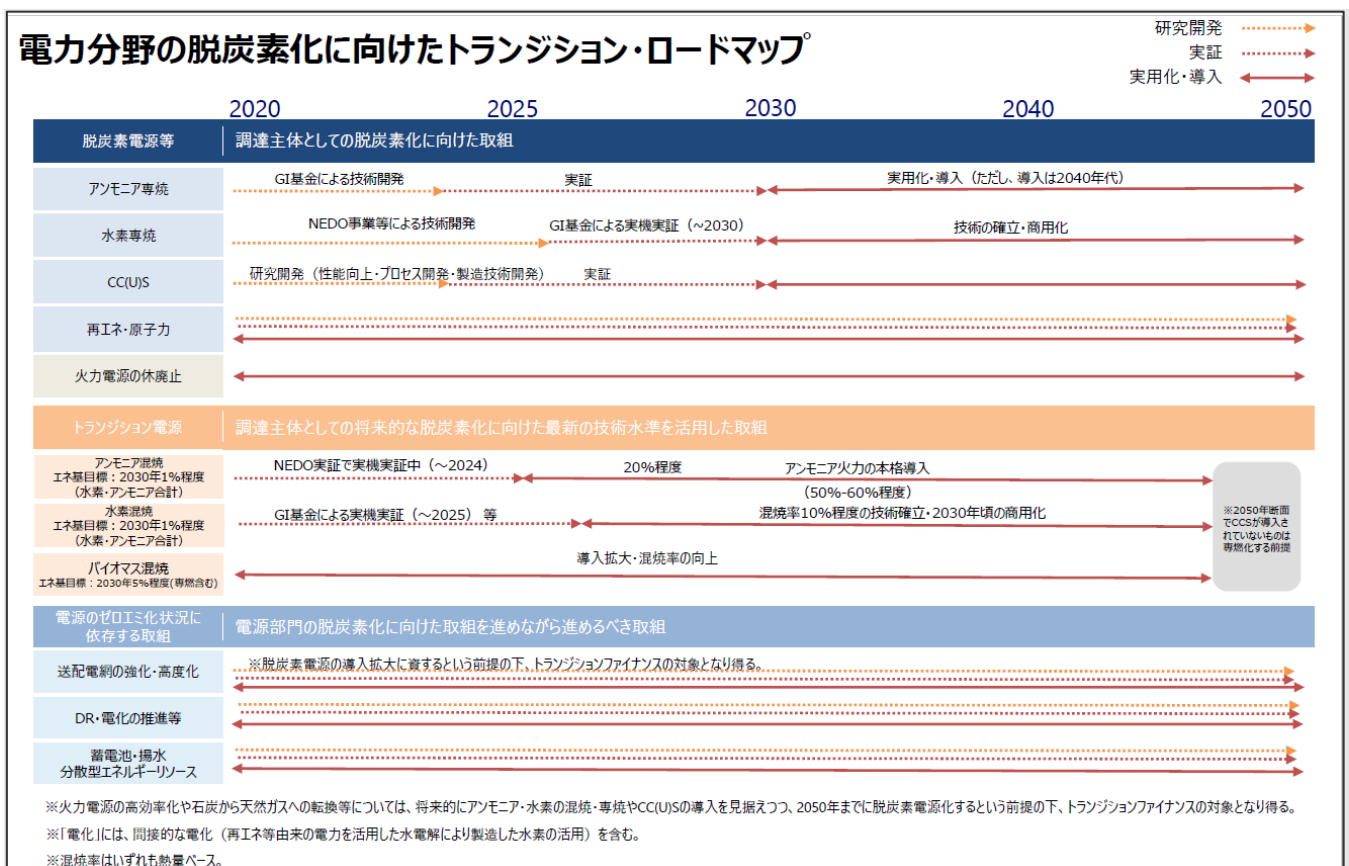 電力分野の脱炭素化に向けたトランジション・ロードマップ
研究開発
実証
実用化・導入
2020 2025 2030 2040 2050
脱炭素電源等 調達主体としての脱炭素化に向けた取組
アンモニア専焼 GI基金による技術開発 実証 実用化・導入（ただし、導入は2040年代）
水素専焼 NEDO事業等による技術開発 GI基金による実機実証（~2030） 技術の確立・商用化
CC(U)S 研究開発（性能向上・プロセス開発・製造技術開発） 実証
再エネ・原子力
火力電源の休廃止
トランジション電源 調達主体としての将来的な脱炭素化に向けた最新の技術水準を活用した取組
アンモニア混焼
エネ基目標：2030年1%程度
（水素・アンモニア合計）
NEDO実証で実機実証中（～2024） 20%程度 アンモニア火力の本格導入
（50%-60%程度）
水素混焼
エネ基目標：2030年1%程度
（水素・アンモニア合計）
GI基金による実機実証（~2025）等 混焼率10%程度の技術確立・2030年頃の商用化
バイオマス混焼
エネ基目標：2030年5%程度(専燃含む)
導入拡大・混焼率の向上
※2050年断面
でCCSが導入さ
れていないものは
専燃化する前提
電源のゼロエミ化状況に
依存する取組
電源部門の脱炭素化に向けた取組を進めながら進めるべき取組
送配電網の強化・高度化 ※脱炭素電源の導入拡大に資するという前提の下、トランジションファイナンスの対象となり得る。
DR・電化の推進等
蓄電池・揚水
分散型エネルギーリソース
※火力電源の高効率化や石炭から天然ガスへの転換等については、将来的にアンモニア・水素の混焼・専焼やCC(U)Sの導入を見据えつつ、2050年までに脱炭素電源化するという前提の下、トランジションファイナンスの対象となり得る。
※「電化」には、間接的な電化（再エネ等由来の電力を活用した水電解により製造した水素の活用）を含む。
※混焼率はいずれも熱量ベース。